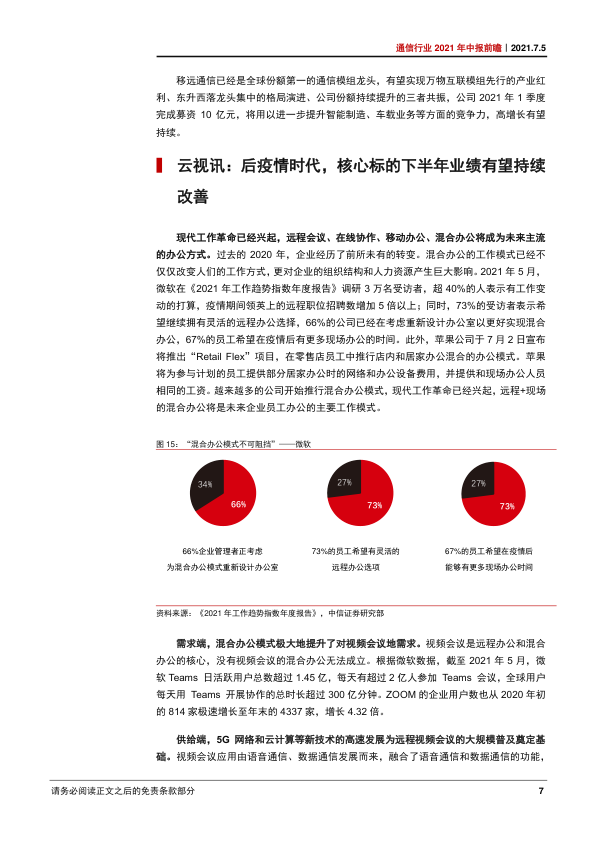 通信行业 2021 年中报前瞻｜2021.7.5
移远通信已经是全球份额第一的通信模组龙头，有望实现万物互联模组先行的产业红
利、东升西落龙头集中的格局演进、公司份额持续提升的三者共振，公司 2021 年 1 季度
完成募资 10 亿元，将用以进一步提升智能制造、车载业务等方面的竞争力，高增长有望
持续。
云视讯：后疫情时代，核心标的下半年业绩有望持续
改善
现代工作革命已经兴起，远程会议、在线协作、移动办公、混合办公将成为未来主流
的办公方式。过去的 2020 年，企业经历了前所未有的转变。混合办公的工作模式已经不
仅仅改变人们的工作方式，更对企业的组织结构和人力资源产生巨大影响。2021 年 5 月，
微软在《2021 年工作趋势指数年度报告》调研 3 万名受访者，超 40%的人表示有工作变
动的打算，疫情期间领英上的远程职位招聘数增加 5 倍以上；同时，73%的受访者表示希
望继续拥有灵活的远程办公选择，66%的公司已经在考虑重新设计办公室以更好实现混合
办公，67%的员工希望在疫情后有更多现场办公的时间。此外，苹果公司于 7 月 2 日宣布
将推出“Retail Flex”项目，在零售店员工中推行店内和居家办公混合的办公模式。苹果
将为参与计划的员工提供部分居家办公时的网络和办公设备费用，并提供和现场办公人员
相同的工资。越来越多的公司开始推行混合办公模式，现代工作革命已经兴起，远程+现场
的混合办公将是未来企业员工办公的主要工作模式。
图 15：“混合办公模式不可阻挡”——微软
34%
66%
27%
73%
27%
73%
66%企业管理者正考虑
为混合办公模式重新设计办公室
73%的员工希望有灵活的
远程办公选项
67%的员工希望在疫情后
能够有更多现场办公时间
资料来源：《2021 年工作趋势指数年度报告》，中信证券研究部
需求端，混合办公模式极大地提升了对视频会议地需求。视频会议是远程办公和混合
办公的核心，没有视频会议的混合办公无法成立。根据微软数据，截至 2021 年 5 月，微
软 Teams 日活跃用户总数超过 1.45 亿，每天有超过 2 亿人参加 Teams 会议，全球用户
每天用 Teams 开展协作的总时长超过 300 亿分钟。ZOOM 的企业用户数也从 2020 年初
的 814 家极速增长至年末的 4337 家，增长 4.32 倍。
供给端，5G 网络和云计算等新技术的高速发展为远程视频会议的大规模普及奠定基
础。视频会议应用由语音通信、数据通信发展而来，融合了语音通信和数据通信的功能，
请务必阅读正文之后的免责条款部分
7